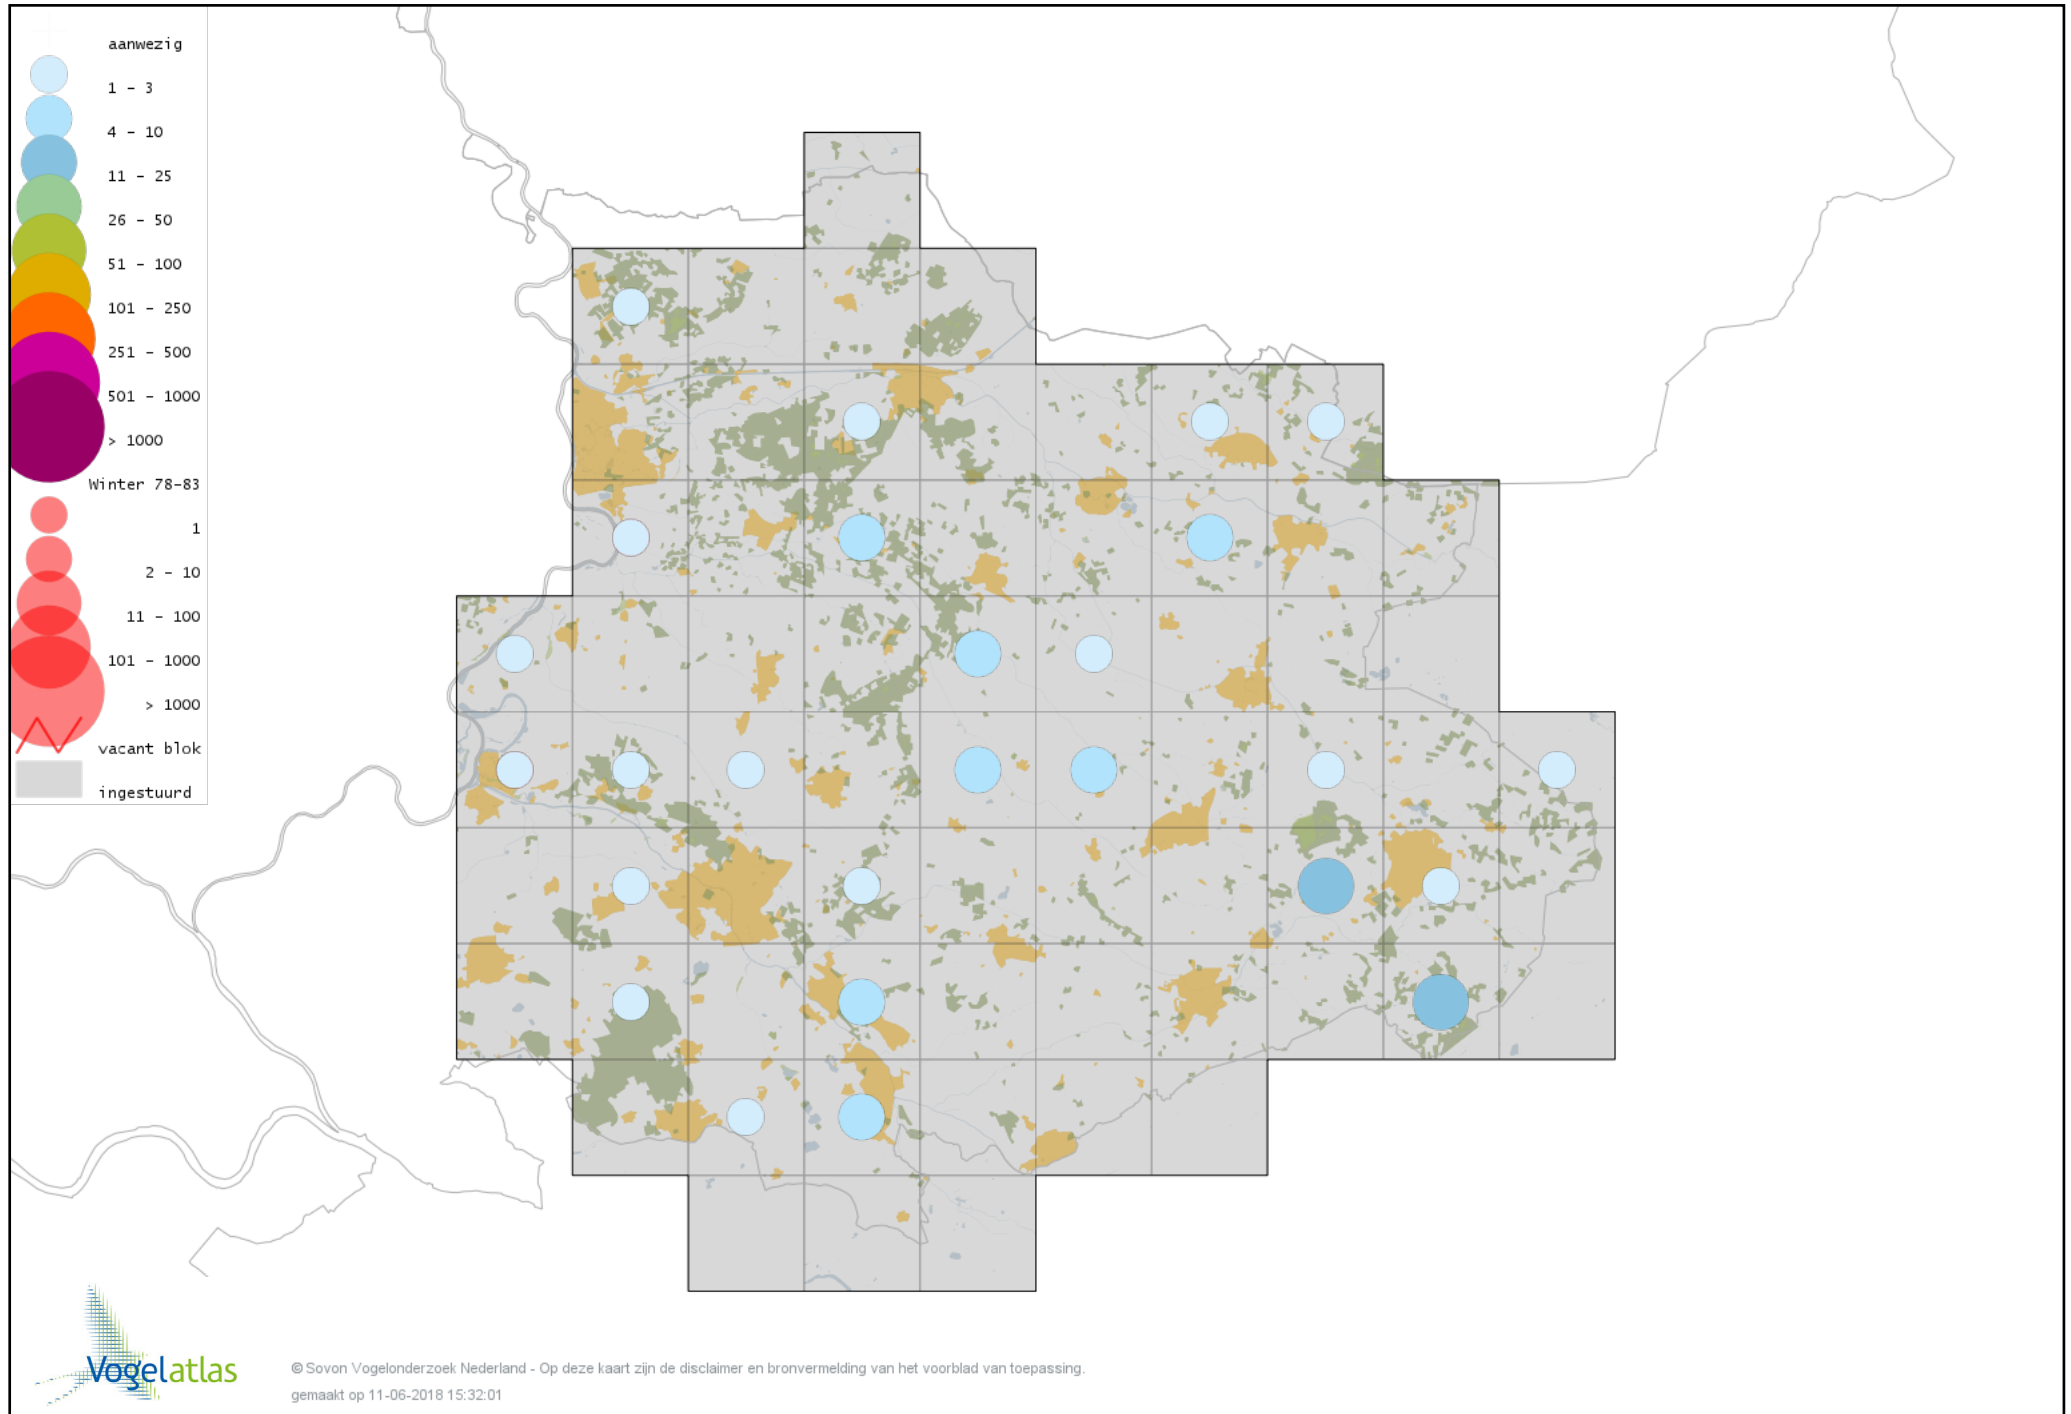 aanwezig
1 - 3
4 - 10
11 - 25
26 - 50
51 - 100
101 - 250
251 - 500
501 - 1000
> 1000
Winter 78-83
1
2 - 10
11 - 100
101 - 1000
> 1000
vacant blok
ingestuurd
Vogelatlas
© Sovon Vogelonderzoek Nederland - Op deze kaart zijn de disclaimer en bronvermelding van het voorblad van toepassing.
gemaakt op 11-06-2018 15:32:01